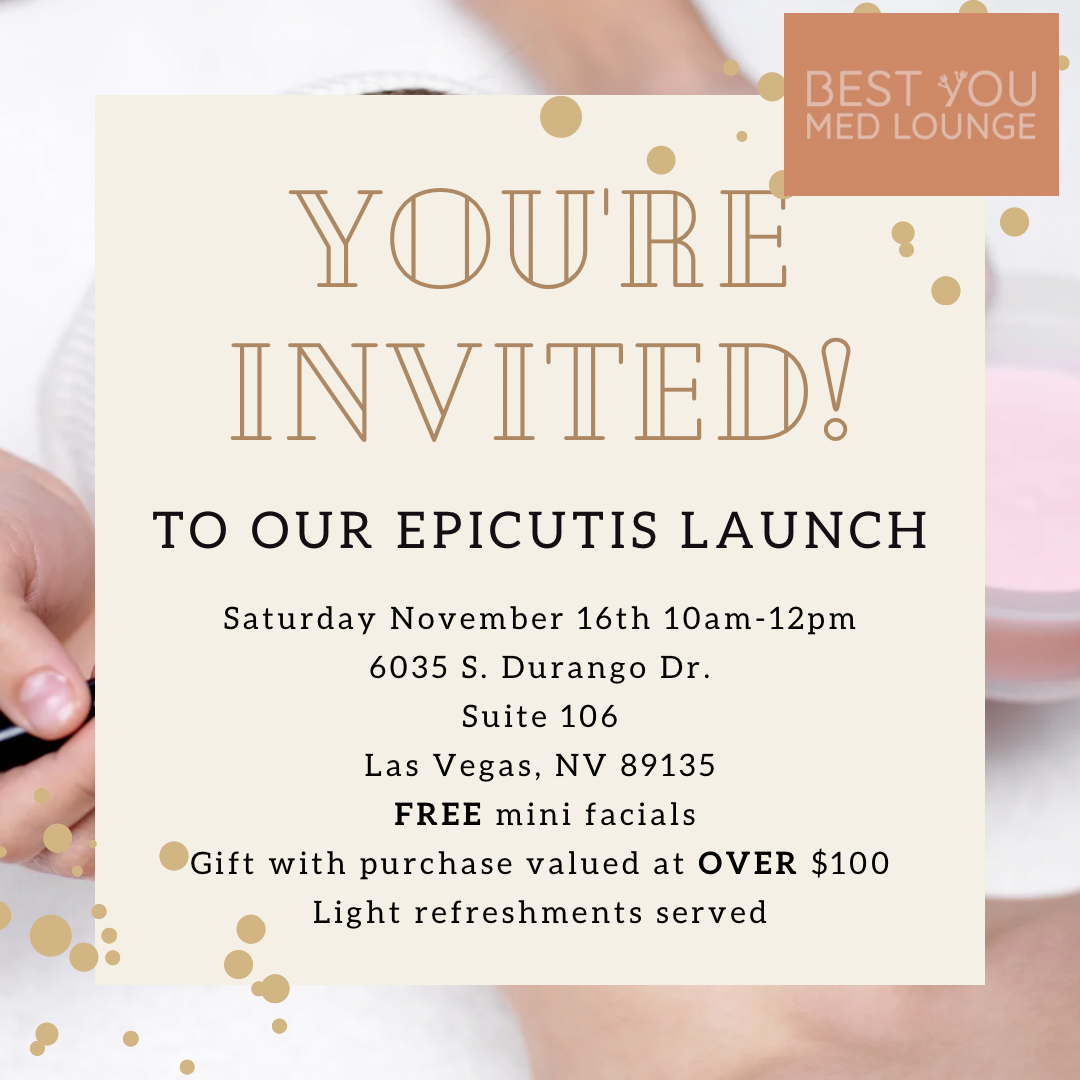 BEST YOU
MED LOUNGE
YOU'RE
INVITED!
TO OUR EPICUTIS LAUNCH
Saturday November 16th 10am-12pm
6035 S. Durango Dr.
Suite 106
Las Vegas, NV 89135
FREE mini facials
Gift with purchase valued at OVER $100
Light refreshments served